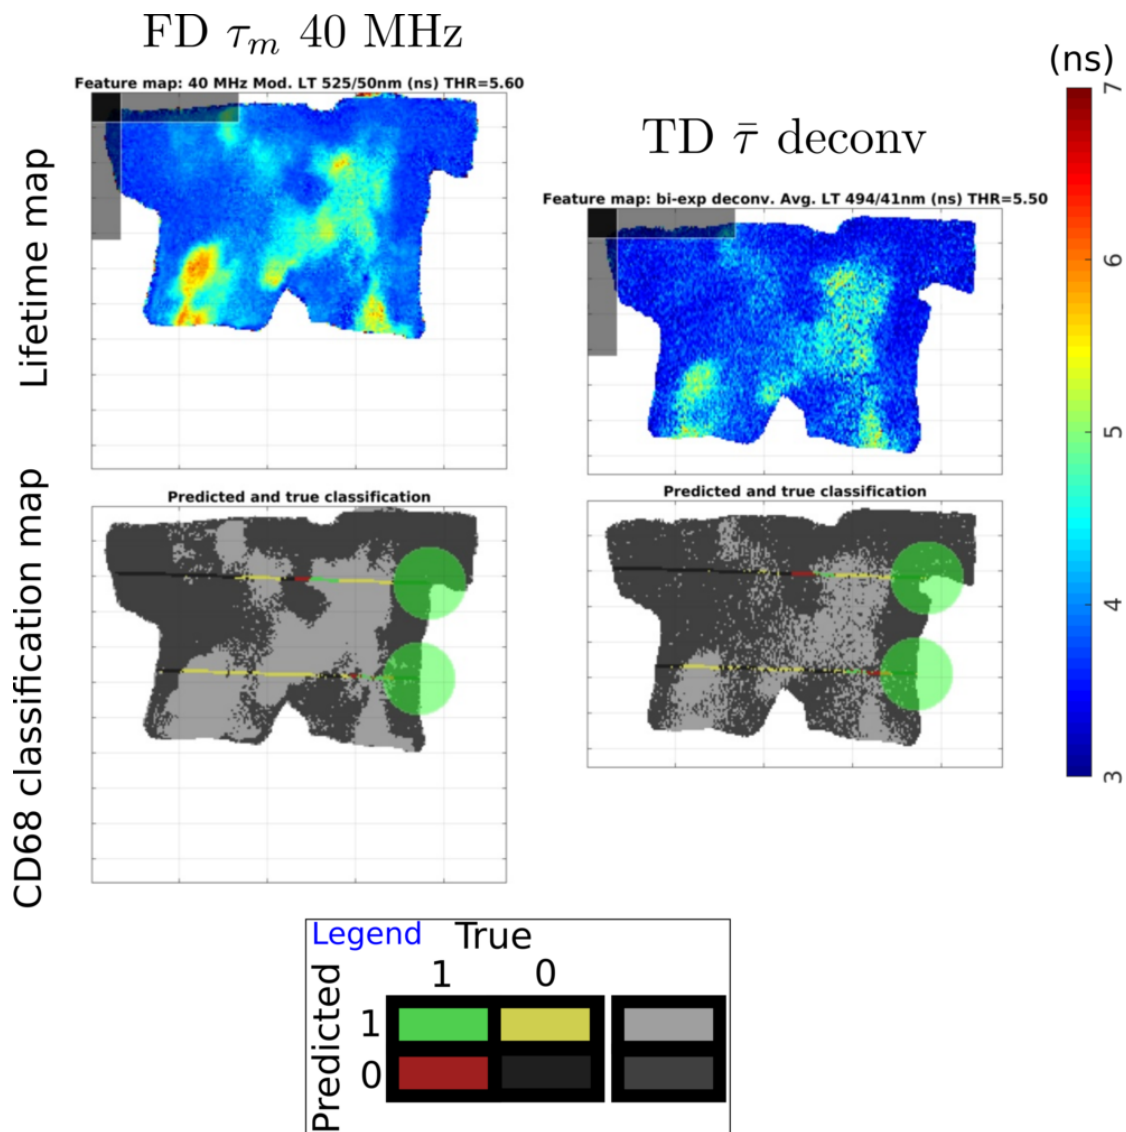 FD τm 40 MHz
Feature map: 40 MHz Mod. LT 525/50nm (ns) THR=5.60
(ns)
TD τ̄ deconv
Feature map: bi-exp deconv. Avg. LT 494/41nm (ns) THR=5.50
Lifetime map
7
6
5
4
3
CD68 classification map
Predicted and true classification
Predicted and true classification
Legend True
1 0
Predicted
1
0